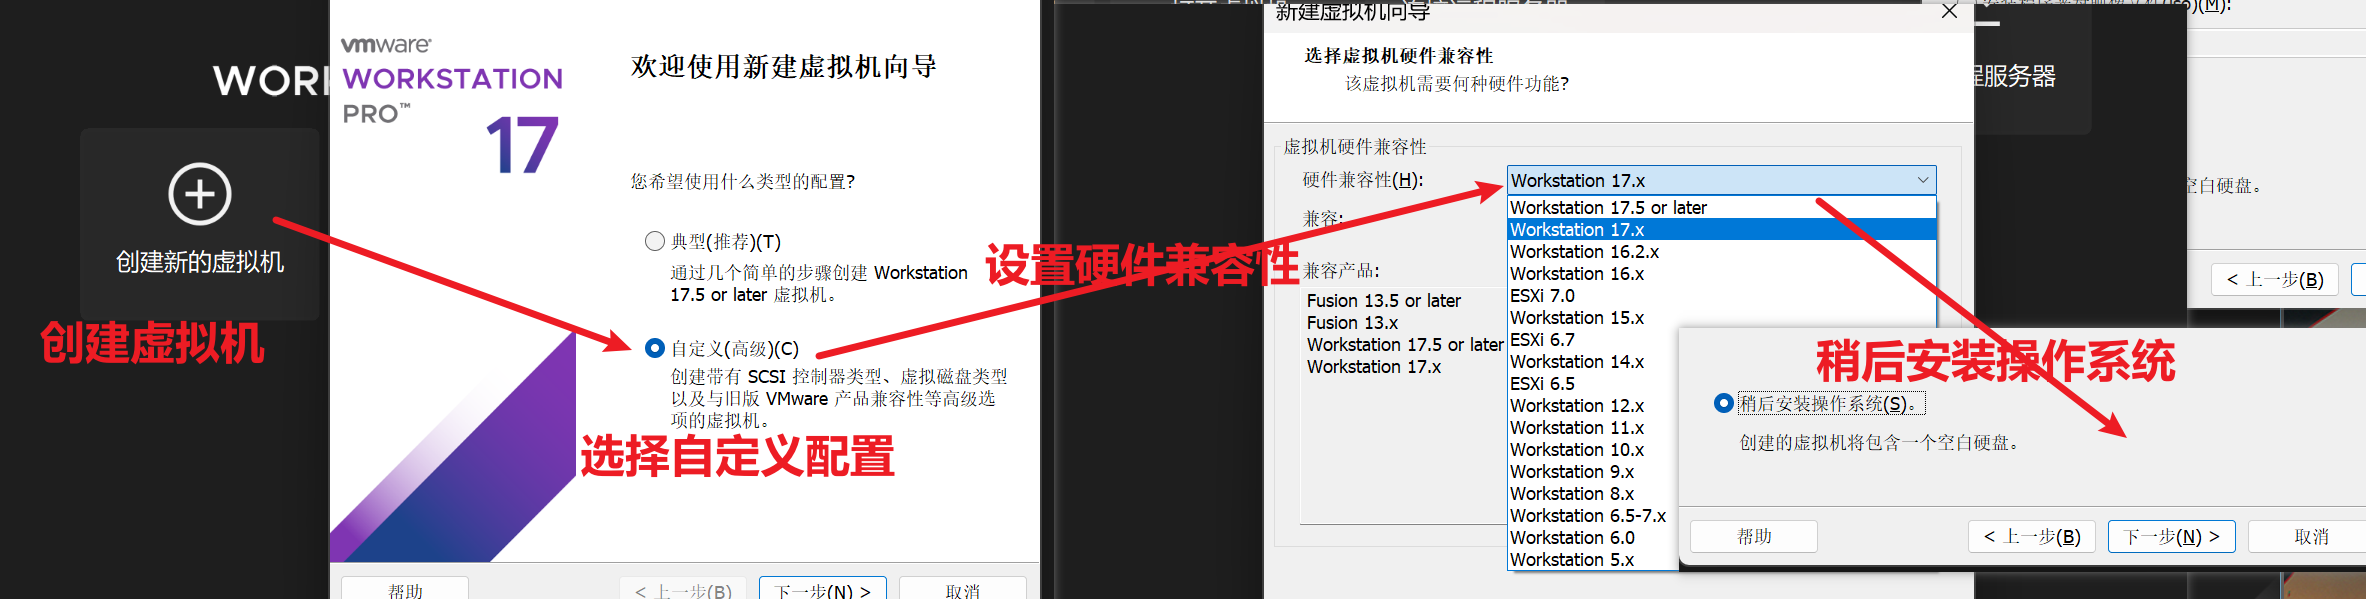 WORK
创建新的虚拟机
创建虚拟机
vmware
WORKSTATION
PRO™
17
欢迎使用新建虚拟机向导
您希望使用什么类型的配置?
典型(推荐)(T)
通过几个简单的步骤创建 Workstation
17.5 or later 虚拟机。
自定义(高级)(C)
创建带有 SCSI 控制器类型、虚拟磁盘类型
以及与旧版 VMware 产品兼容性等高级选
项的虚拟机。
选择自定义配置
帮助
< 上一步(B)
下一步(N) >
取消
设置硬件兼容性
新建虚拟机向导
选择虚拟机硬件兼容性
该虚拟机需要何种硬件功能?
虚拟机硬件兼容性
硬件兼容性(H):
Workstation 17.x
兼容:
兼容产品:
Fusion 13.5 or later
Fusion 13.x
Workstation 17.5 or later
Workstation 17.x
Workstation 17.5 or later
Workstation 17.x
Workstation 16.2.x
Workstation 16.x
ESXi 7.0
Workstation 15.x
ESXi 6.7
Workstation 14.x
ESXi 6.5
Workstation 12.x
Workstation 11.x
Workstation 10.x
Workstation 9.x
Workstation 8.x
Workstation 6.5-7.x
Workstation 6.0
Workstation 5.x
程服务器
(M):
空白硬盘。
< 上一步(B)
稍后安装操作系统
稍后安装操作系统(S)。
创建的虚拟机将包含一个空白硬盘。
帮助
< 上一步(B)
下一步(N) >
取消